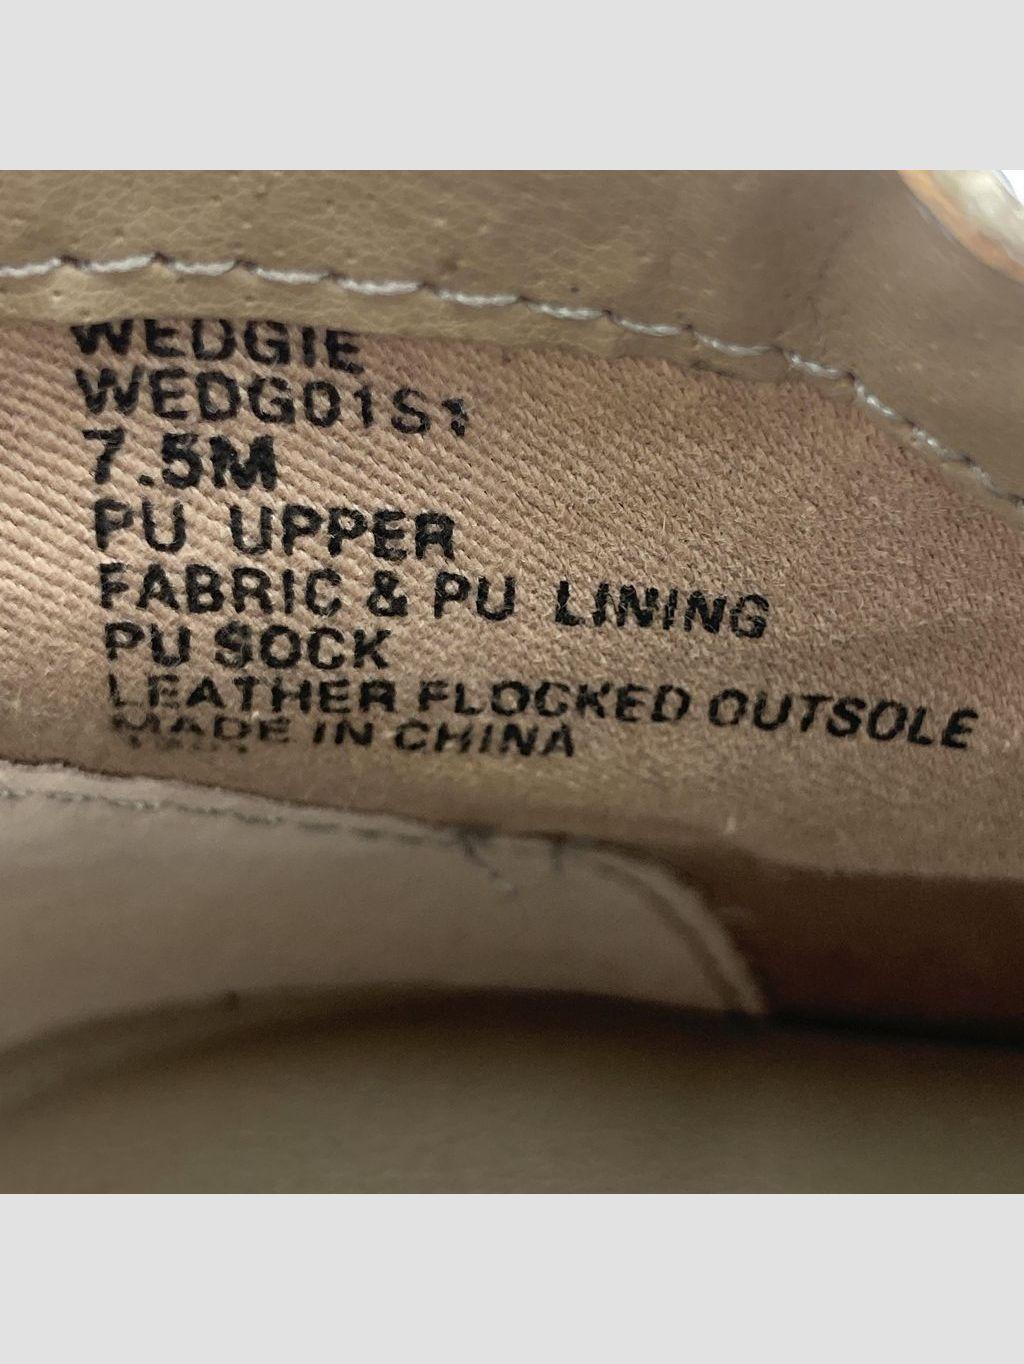 WEDGIE
WEDG01S1
7.5M
PU UPPER
FABRIC & PU LINING
PU SOCK
LEATHER FLOCKED OUTSOLE
MADE IN CHINA